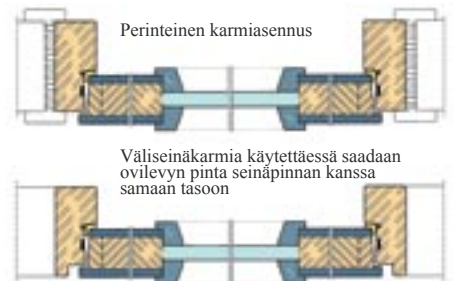 Perinteinen karmiasennus
Väliseinäkarmia käytettäessä saadaan
ovilevyn pinta seinäpinnan kanssa
samaan tasoon